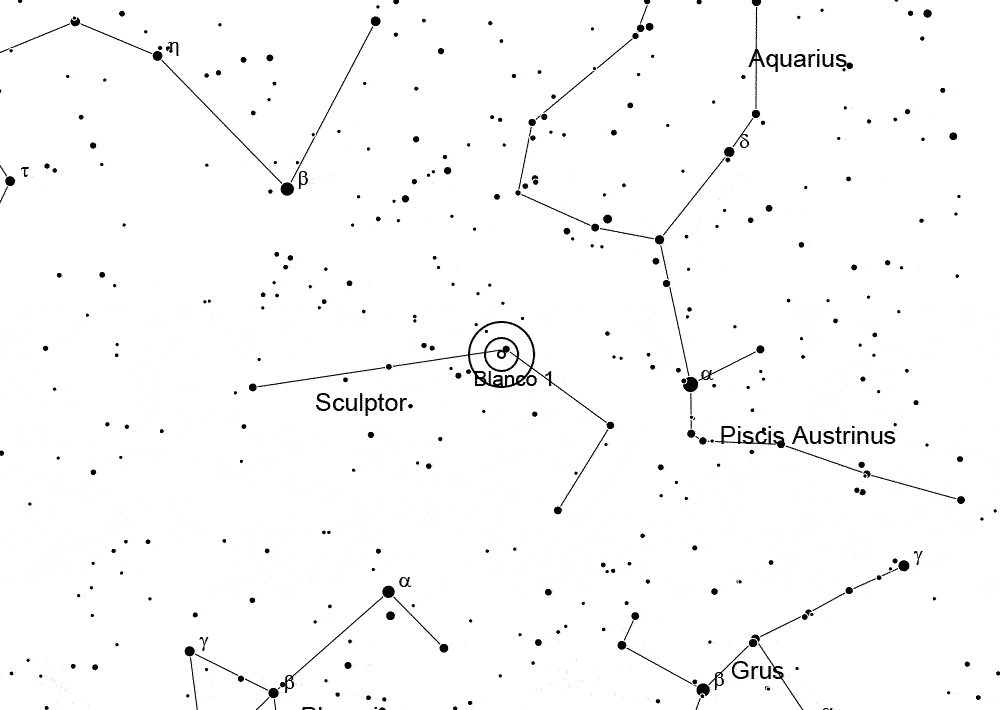 η
Aquarius
δ
τ
β
α
Blanco 1
Sculptor
Piscis Austrinus
γ
α
γ
β
Grus
β